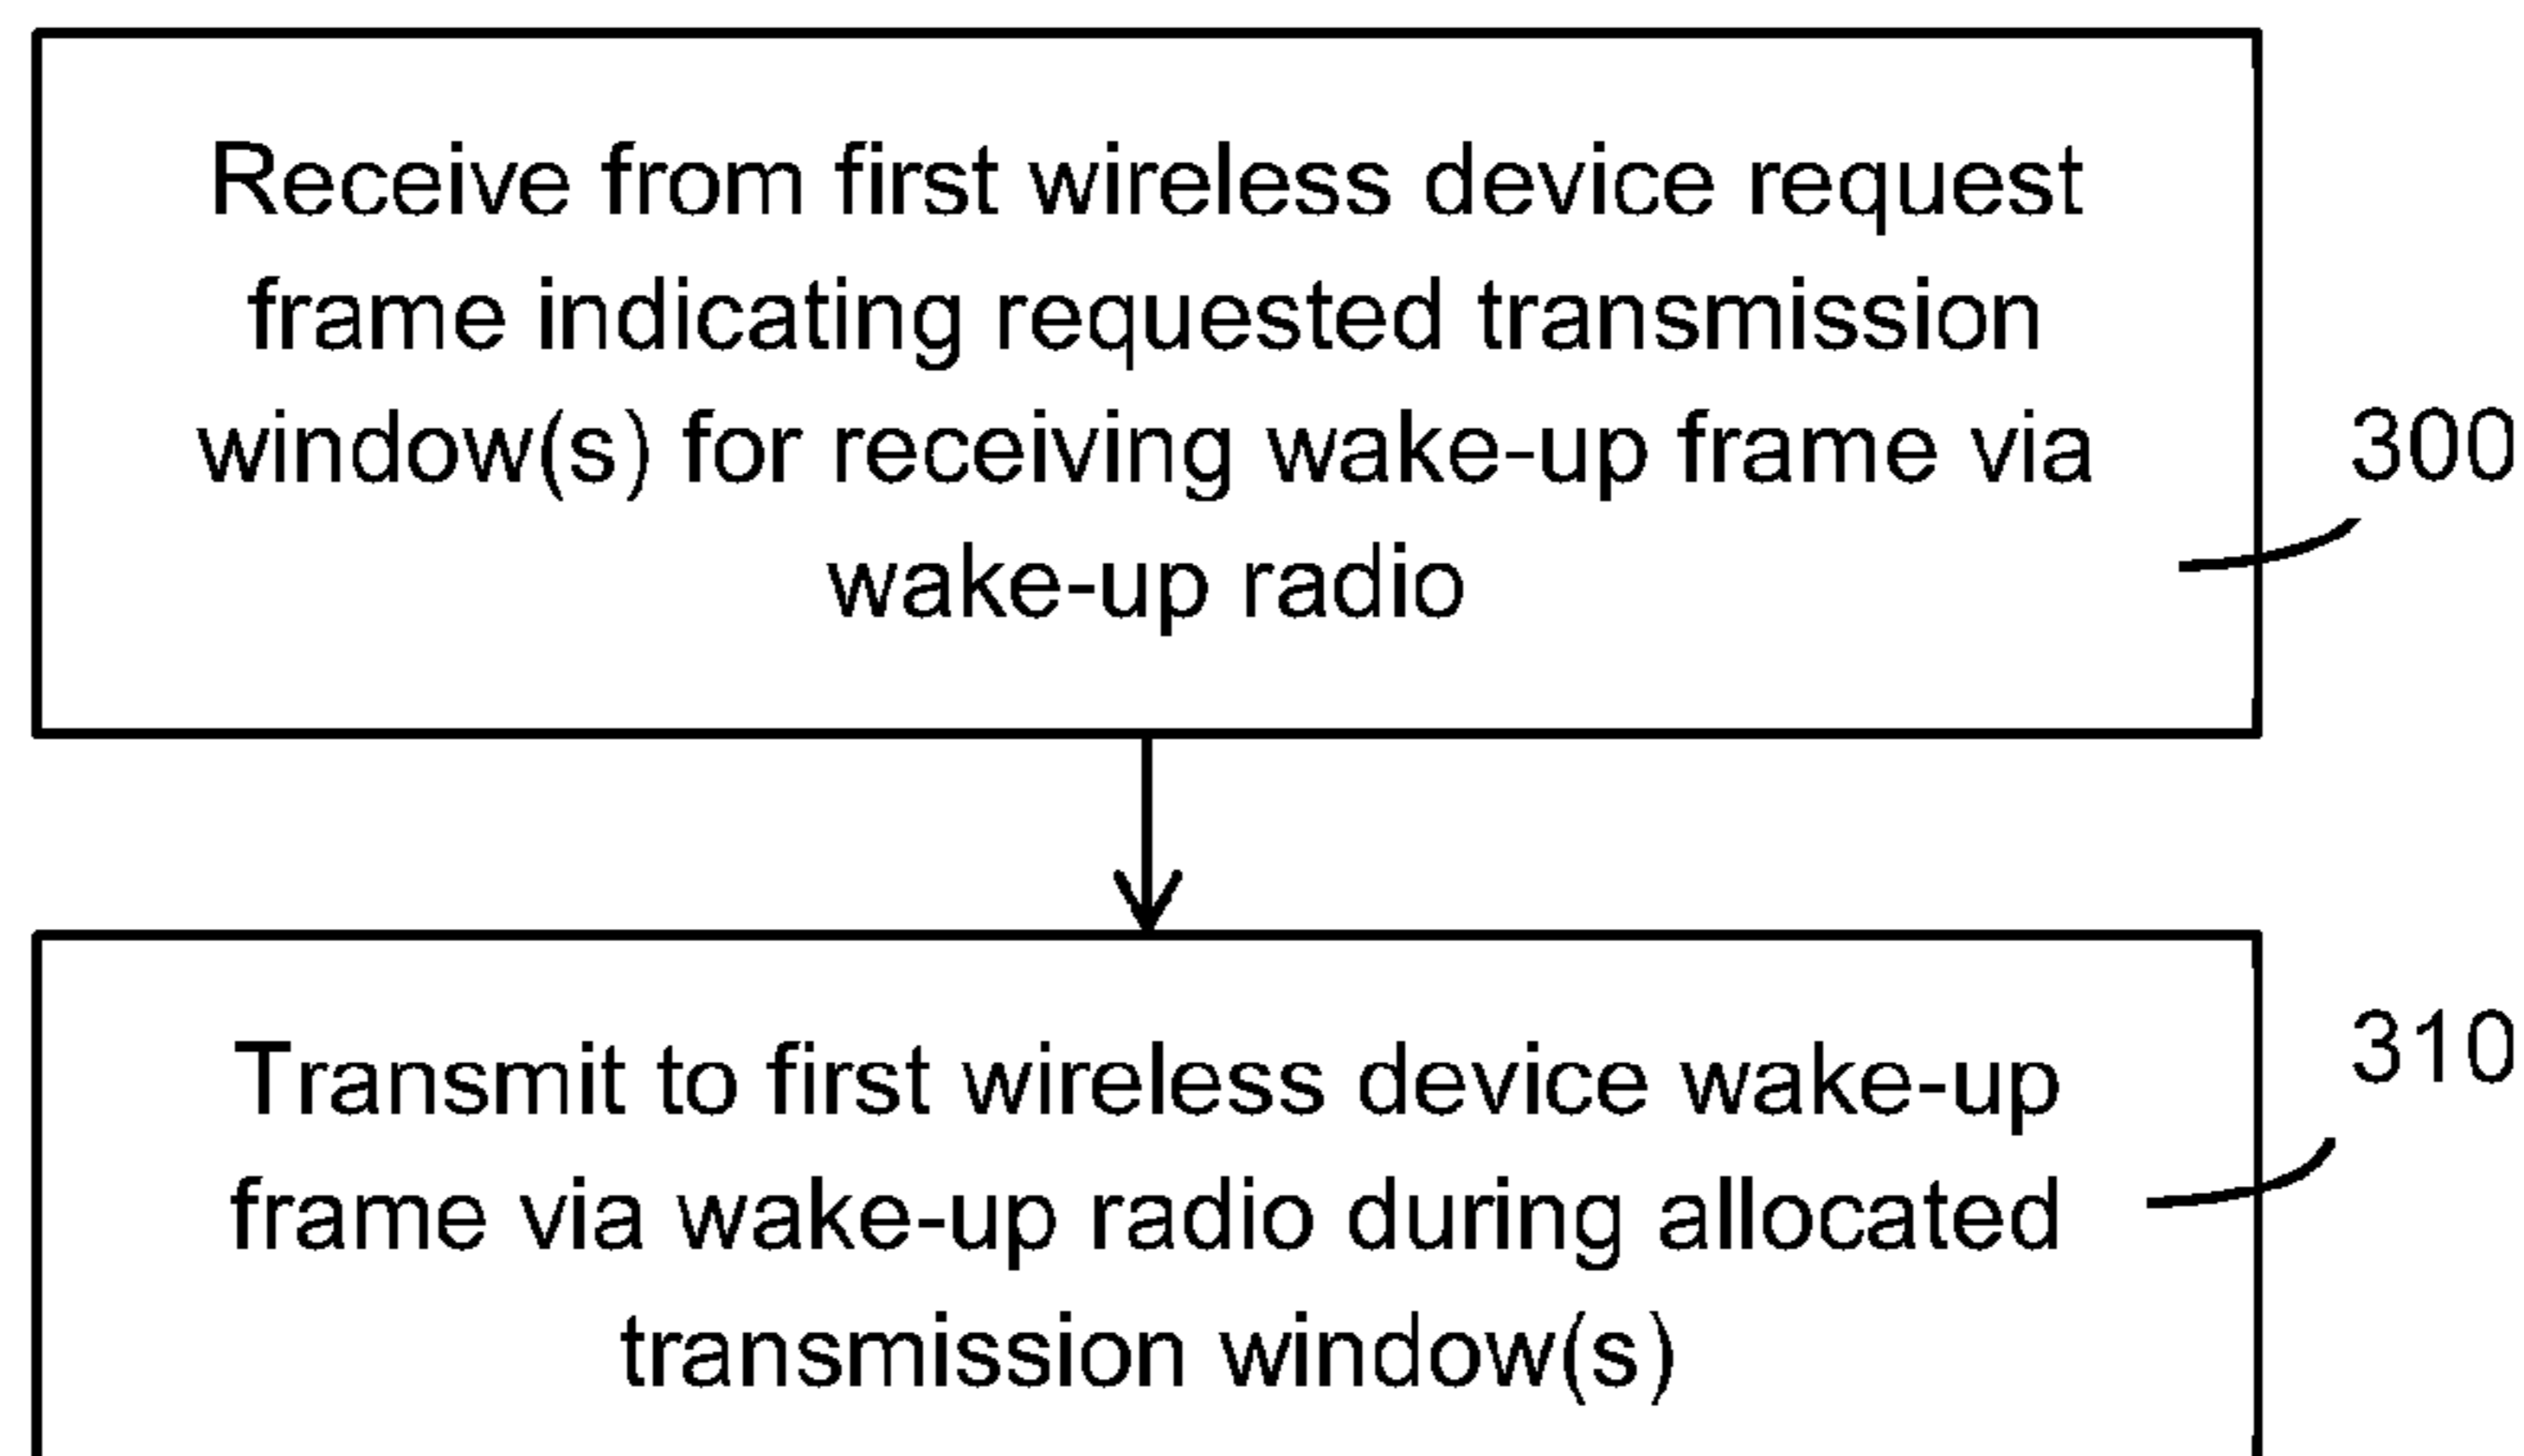 Receive from first wireless device request
frame indicating requested transmission
window(s) for receiving wake-up frame via
wake-up radio
300
Transmit to first wireless device wake-up
frame via wake-up radio during allocated
transmission window(s)
310